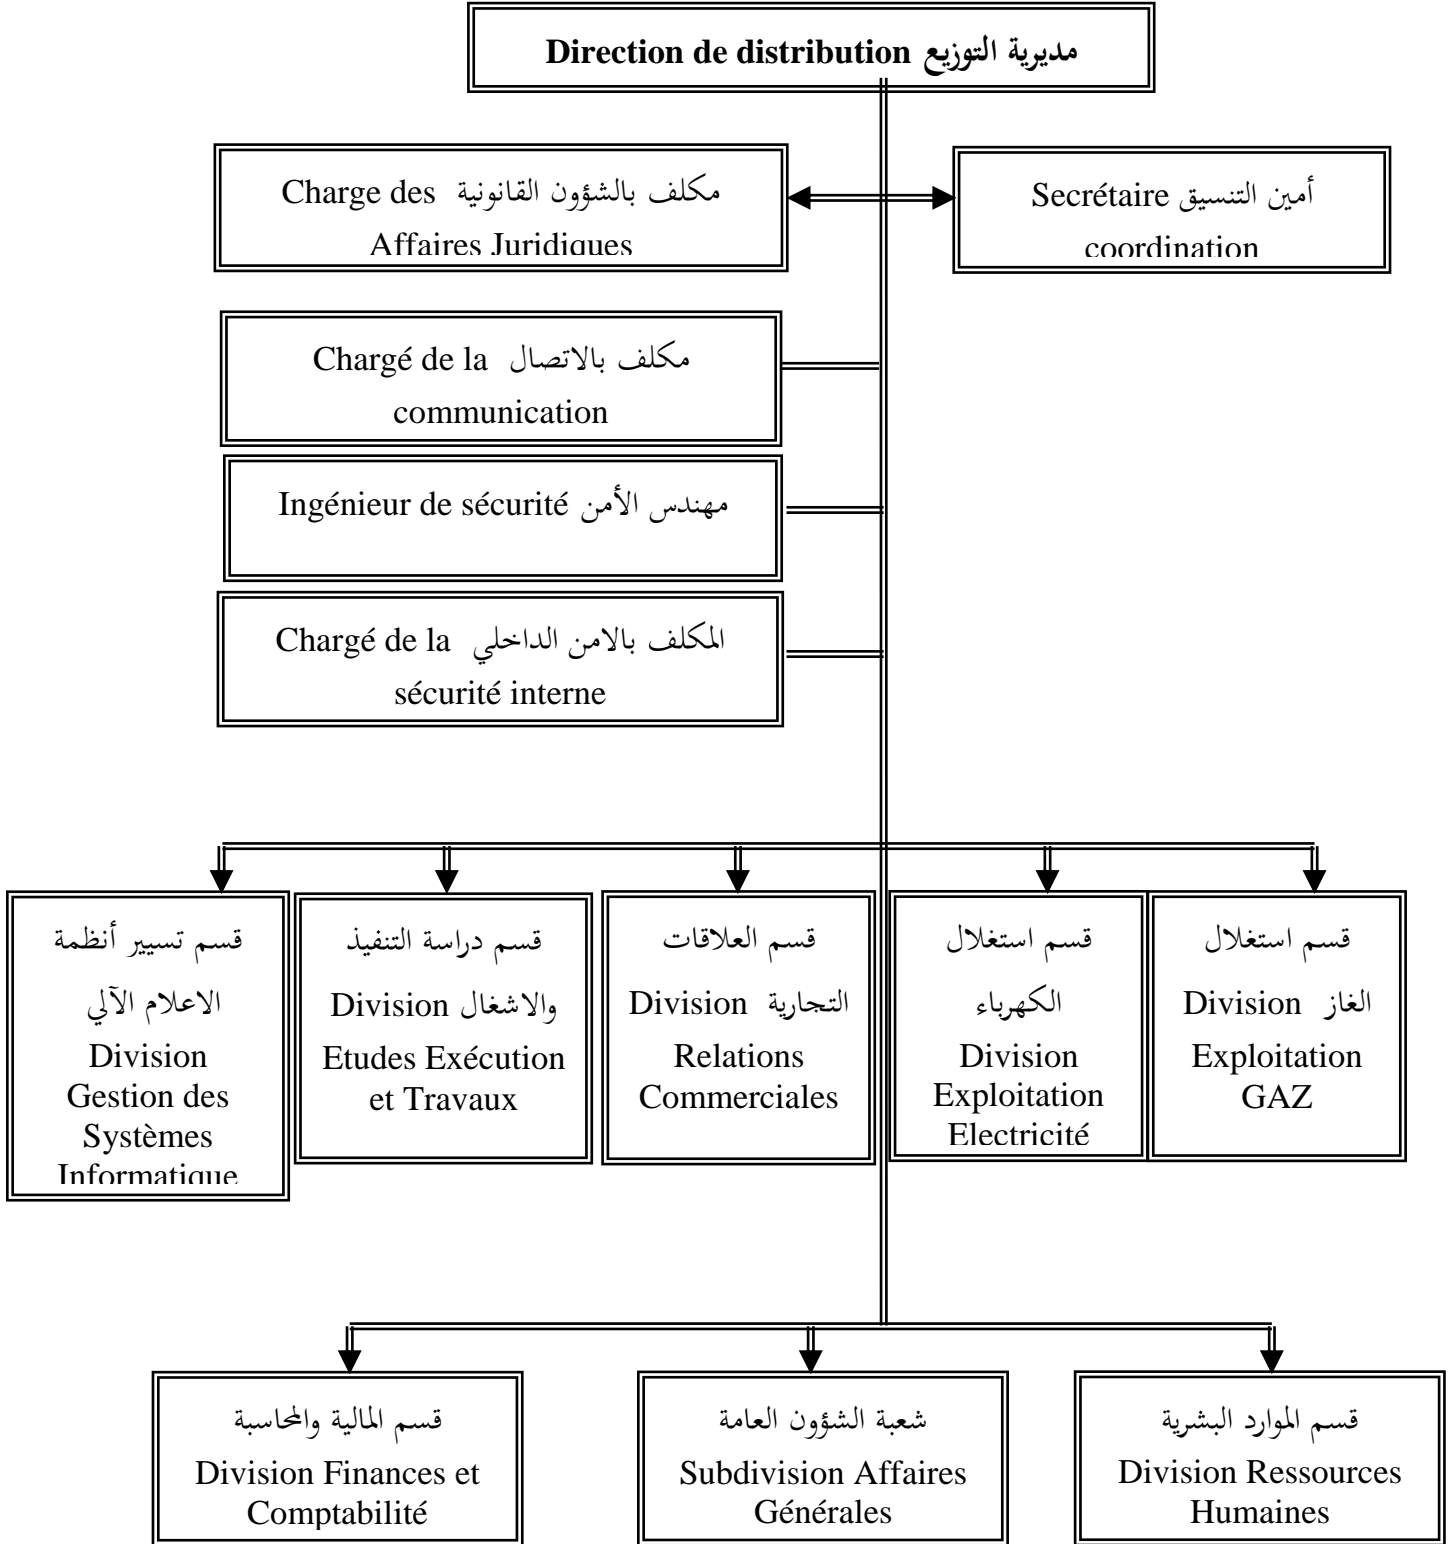 مديرية التوزيع Direction de distribution
مكلف بالشؤون القانونية Charge des
Affaires Juridiques
أمين التنسيق Secrétaire
coordination
مكلف بالاتصال Chargé de la
communication
مهندس الأمن Ingénieur de sécurité
المكلف بالامن الداخلي Chargé de la
sécurité interne
قسم تسيير أنظمة
الاعلام الآلي
Division
Gestion des
Systèmes
Informatique
قسم دراسة التنفيذ
والاشغال Division
Etudes Exécution
et Travaux
قسم العلاقات
التجارية Division
Relations
Commerciales
قسم استغلال
الكهرباء
Division
Exploitation
Electricité
قسم استغلال
الغاز Division
Exploitation
GAZ
قسم المالية والمحاسبة
Division Finances et
Comptabilité
شعبة الشؤون العامة
Subdivision Affaires
Générales
قسم الموارد البشرية
Division Ressources
Humaines